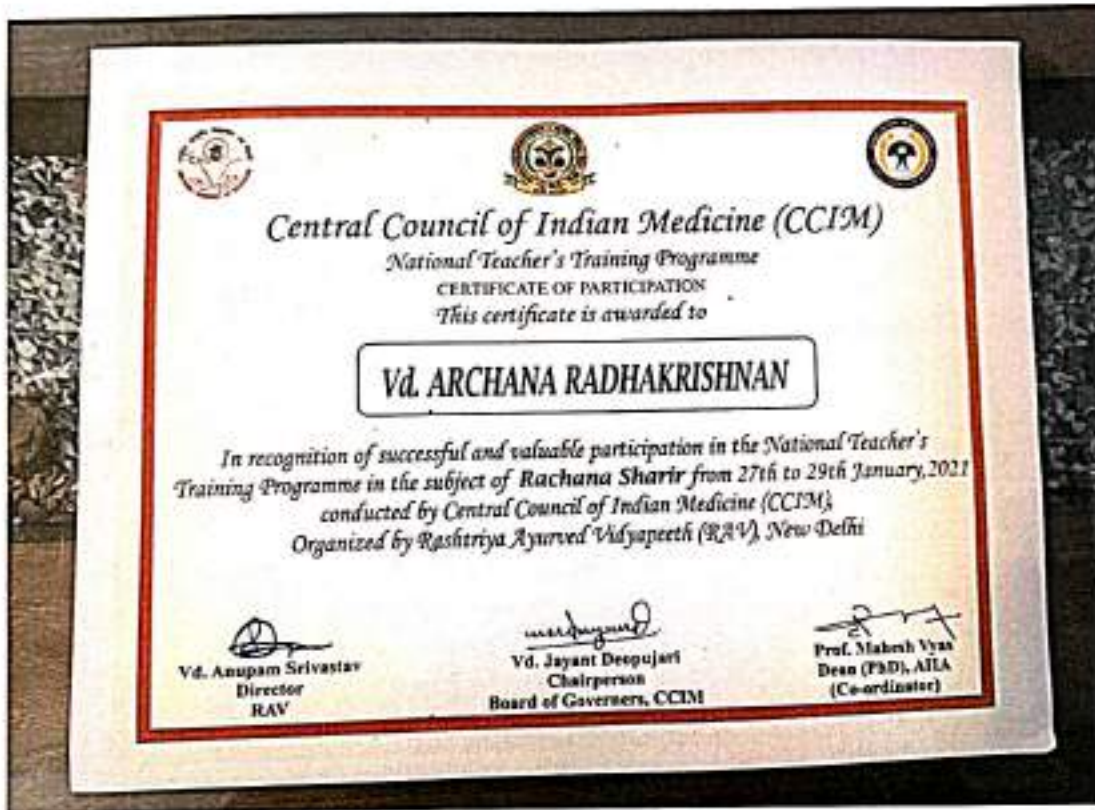 Central Council of Indian Medicine (CCIM)
National Teacher's Training Programme
CERTIFICATE OF PARTICIPATION
This certificate is awarded to
Vd. ARCHANA RADHAKRISHNAN
In recognition of successful and valuable participation in the National Teacher's
Training Programme in the subject of Rachana Sharir from 27th to 29th January, 2021
conducted by Central Council of Indian Medicine (CCIM),
Organized by Rashtriya Ayurved Vidyapeeth (RAV), New Delhi
Vd. Anupam Srivastav
Director
RAV
Vd. Jayant Deopujari
Chairperson
Board of Governers, CCIM
Prof. Mahesh Vyas
Dean (PhD), AIIA
(Co-ordinator)